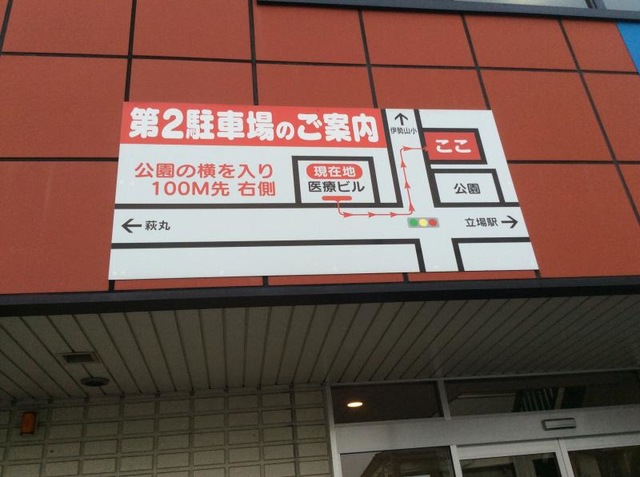 第2駐車場のご案内
公園の横を入り
100M先 右側
現在地
医療ビル
伊勢山小
ここ
公園
萩丸
立場駅